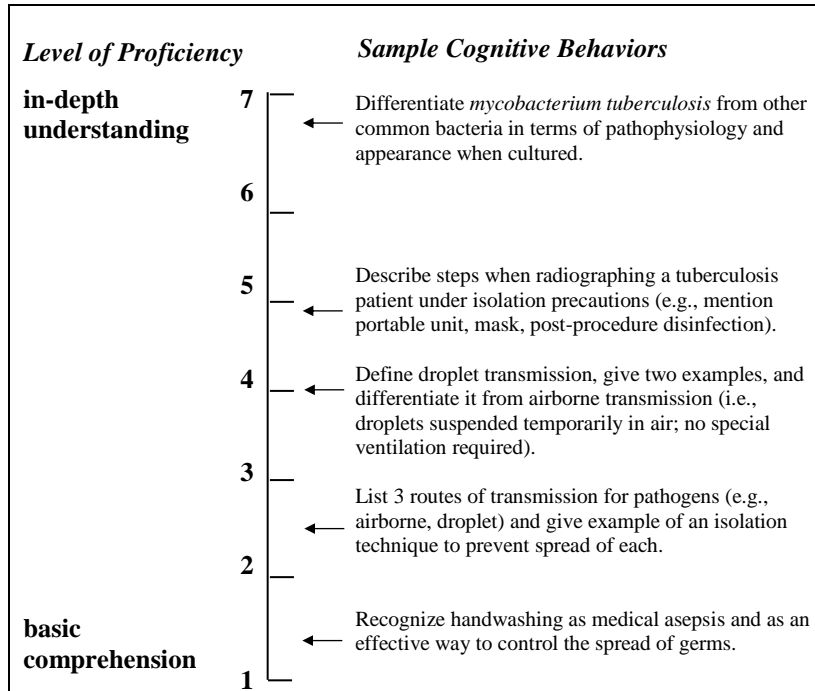 Level of Proficiency
Sample Cognitive Behaviors
in-depth
understanding
7
Differentiate mycobacterium tuberculosis from other
common bacteria in terms of pathophysiology and
appearance when cultured.
6
5
Describe steps when radiographing a tuberculosis
patient under isolation precautions (e.g., mention
portable unit, mask, post-procedure disinfection).
4
Define droplet transmission, give two examples, and
differentiate it from airborne transmission (i.e.,
droplets suspended temporarily in air; no special
ventilation required).
3
List 3 routes of transmission for pathogens (e.g.,
airborne, droplet) and give example of an isolation
technique to prevent spread of each.
2
basic
comprehension
Recognize handwashing as medical asepsis and as an
effective way to control the spread of germs.
1